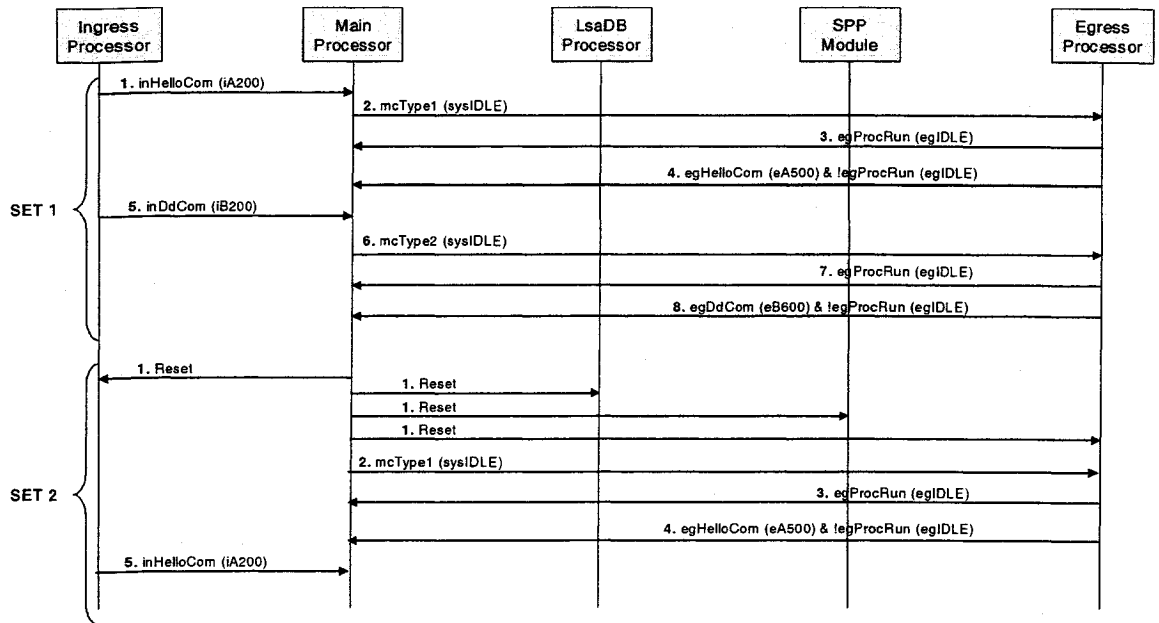 Ingress
Processor
Main
Processor
LsaDB
Processor
SPP
Module
Egress
Processor
1. inHelloCom (iA200)
2. mcType1 (sysIDLE)
3. egProcRun (egIDLE)
4. egHelloCom (eA500) & !egProcRun (egIDLE)
SET 1
5. inDdCom (iB200)
6. mcType2 (sysIDLE)
7. egProcRun (egIDLE)
8. egDdCom (eB600) & !egProcRun (egIDLE)
1. Reset
1. Reset
1. Reset
1. Reset
2. mcType1 (sysIDLE)
SET 2
3. egProcRun (egIDLE)
4. egHelloCom (eA500) & !egProcRun (egIDLE)
5. inHelloCom (iA200)